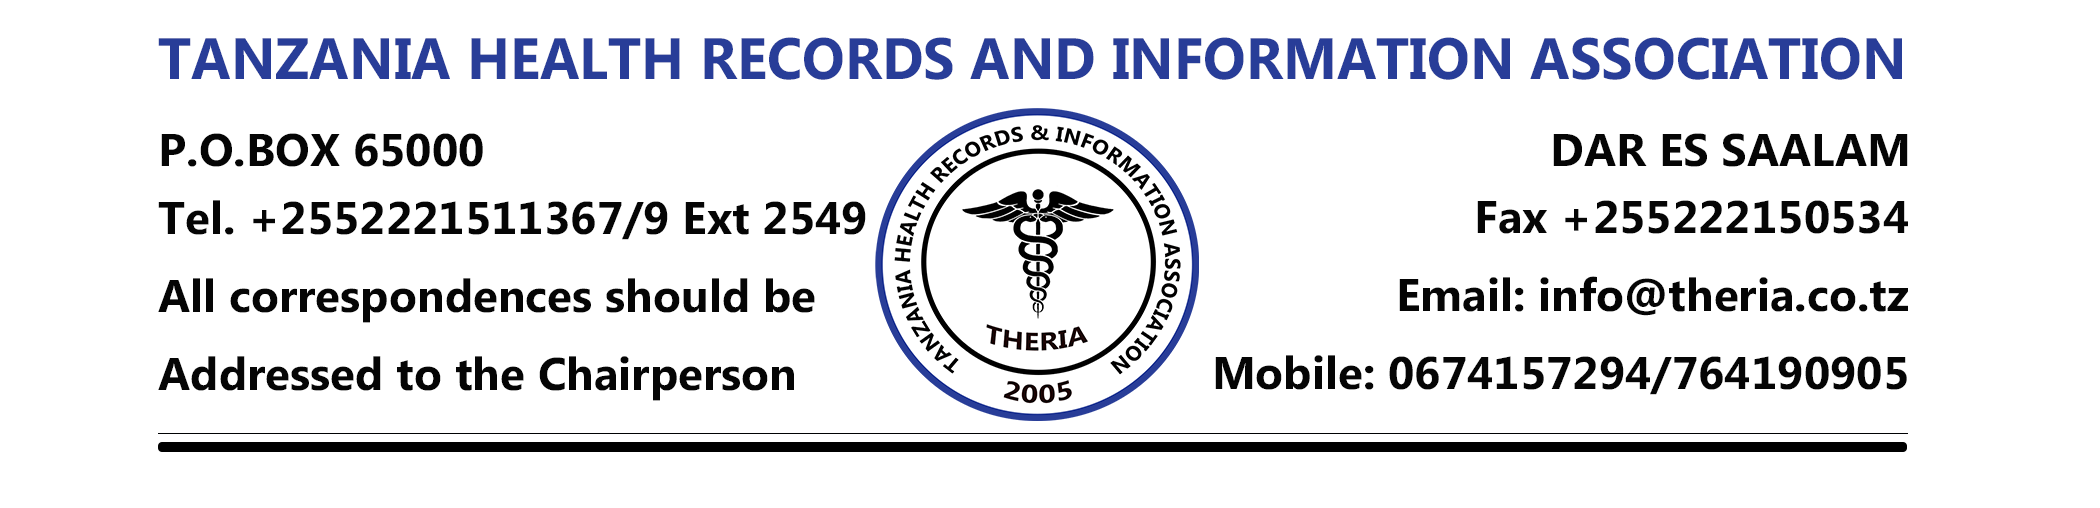 TANZANIA HEALTH RECORDS AND INFORMATION ASSOCIATION
P.O.BOX 65000
Tel. +2552221511367/9 Ext 2549
All correspondences should be
Addressed to the Chairperson
TANZANIA HEALTH RECORDS & INFORMATION ASSOCIATION
THERIA
2005
DAR ES SAALAM
Fax +255222150534
Email: info@theria.co.tz
Mobile: 0674157294/764190905